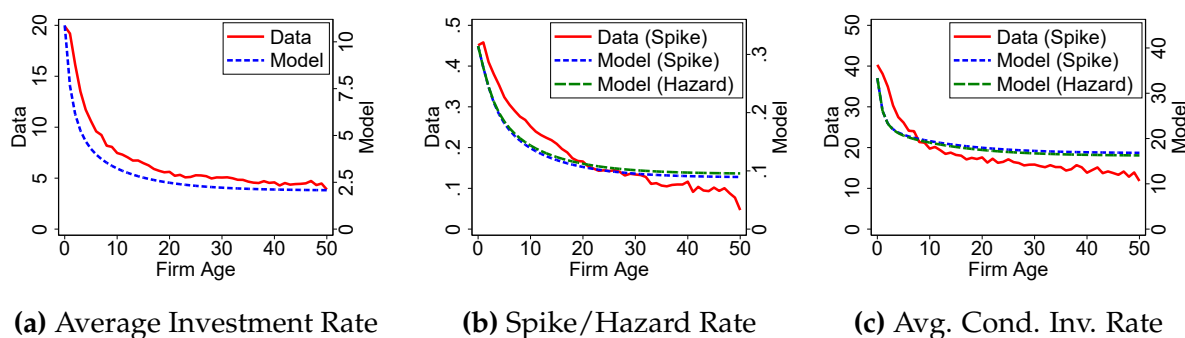 20
15
10
5
0
Data
10
7.5
5
2.5
0
Model
Data
Model
0 10 20 30 40 50
Firm Age
(a) Average Investment Rate
.5
.4
.3
.2
.1
0
Data
.3
.2
.1
0
Model
Data (Spike)
Model (Spike)
Model (Hazard)
0 10 20 30 40 50
Firm Age
(b) Spike/Hazard Rate
50
40
30
20
10
0
Data
40
30
20
10
0
Model
Data (Spike)
Model (Spike)
Model (Hazard)
0 10 20 30 40 50
Firm Age
(c) Avg. Cond. Inv. Rate